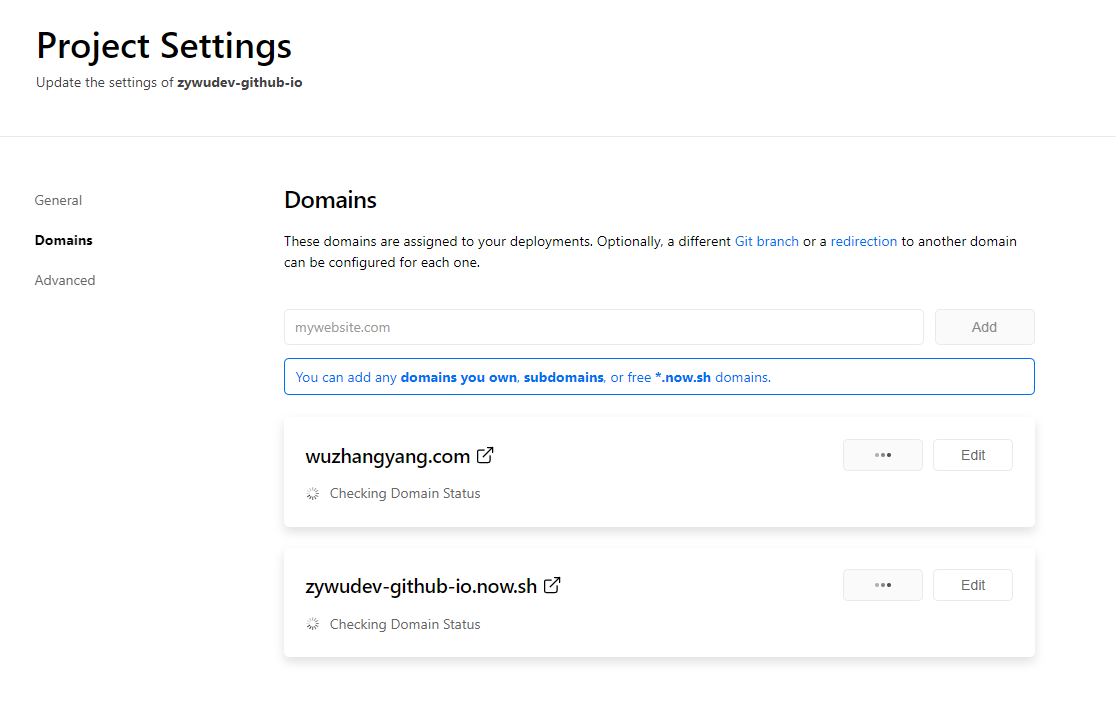 Project Settings
Update the settings of zywudev-github-io
General
Domains
Advanced
Domains
These domains are assigned to your deployments. Optionally, a different Git branch or a redirection to another domain
can be configured for each one.
mywebsite.com
Add
You can add any domains you own, subdomains, or free *.now.sh domains.
wuzhangyang.com
Edit
Checking Domain Status
zywudev-github-io.now.sh
Edit
Checking Domain Status